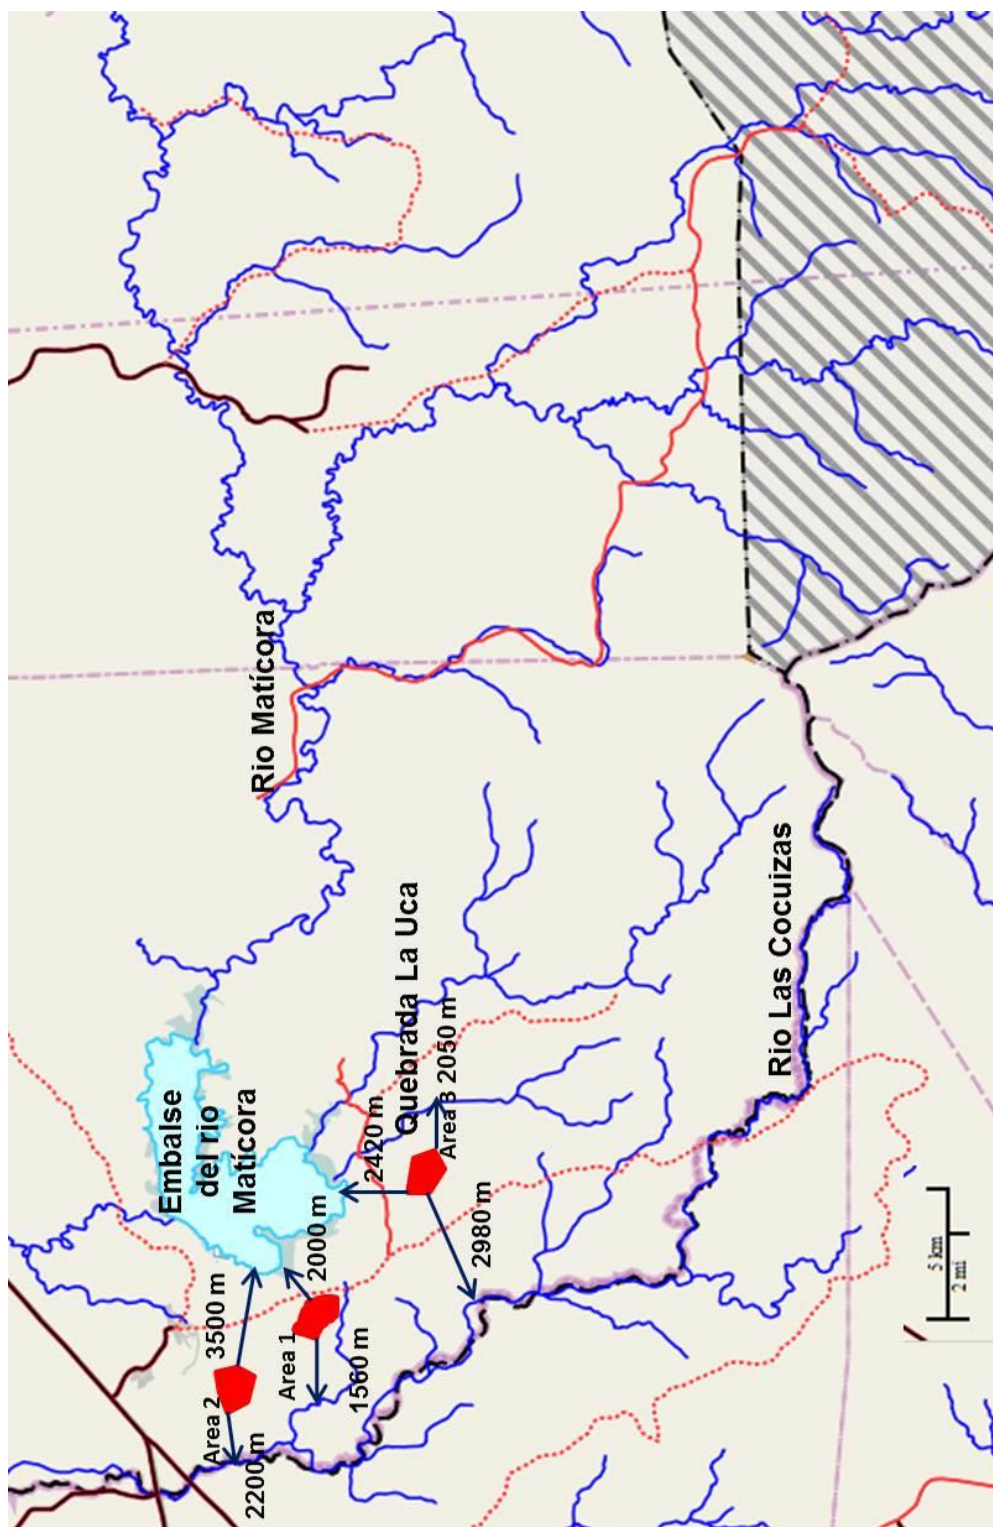 Rio Matícora
Embalse
del rio
Matícora
Quebrada La Uca
Rio Las Cocuizas
Area 2
3500 m
2200 m
Area 1
2000 m
1560 m
2420 m
Area 3 2050 m
2980 m
5 km
2 mi